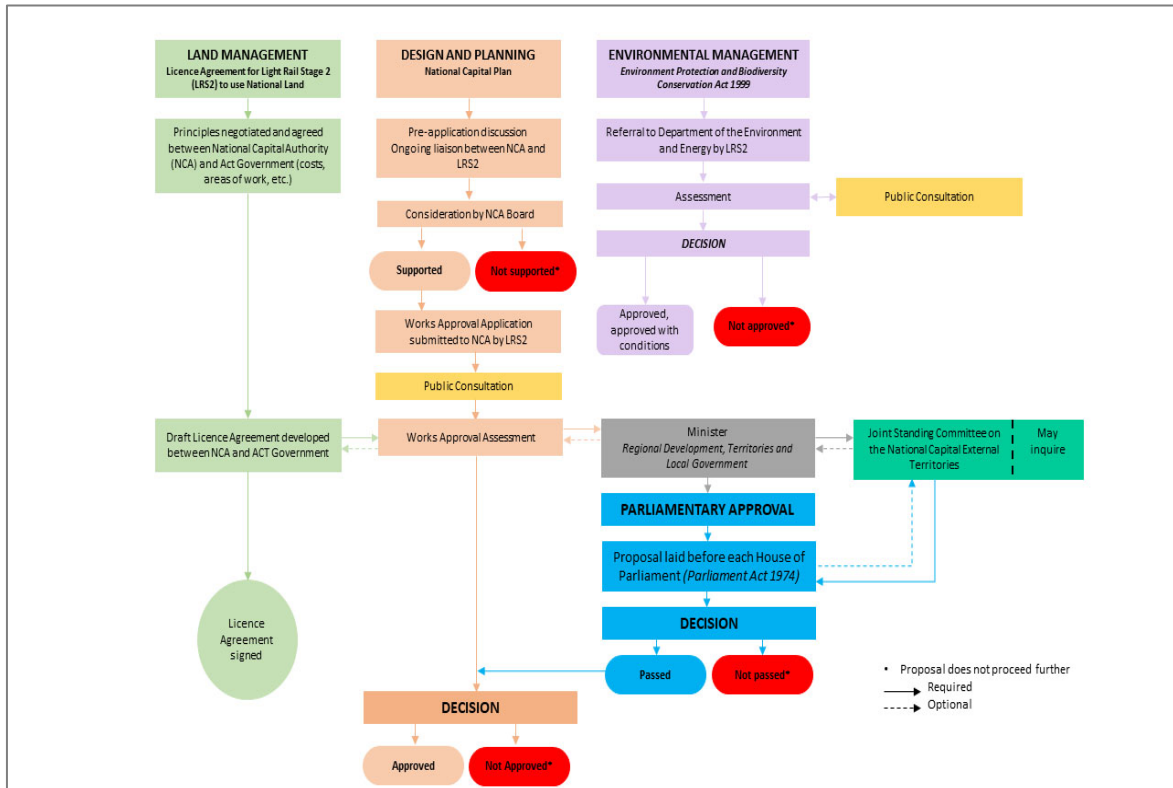 LAND MANAGEMENT
Licence Agreement for Light Rail Stage 2
(LRS2) to use National Land
Principles negotiated and agreed
between National Capital Authority
(NCA) and Act Government (costs,
areas of work, etc.)
Draft Licence Agreement developed
between NCA and ACT Government
Licence
Agreement
signed
DESIGN AND PLANNING
National Capital Plan
Pre-application discussion
Ongoing liaison between NCA and
LRS2
Consideration by NCA Board
Supported
Not supported*
Works Approval Application
submitted to NCA by LRS2
Public Consultation
Works Approval Assessment
DECISION
Approved
Not Approved*
ENVIRONMENTAL MANAGEMENT
Environment Protection and Biodiversity
Conservation Act 1999
Referral to Department of the Environment
and Energy by LRS2
Assessment
Public Consultation
DECISION
Approved,
approved with
conditions
Not approved*
Minister
Regional Development, Territories and
Local Government
Joint Standing Committee on
the National Capital External
Territories
May
inquire
PARLIAMENTARY APPROVAL
Proposal laid before each House of
Parliament (Parliament Act 1974)
DECISION
Passed
Not passed*
• Proposal does not proceed further
Required
Optional